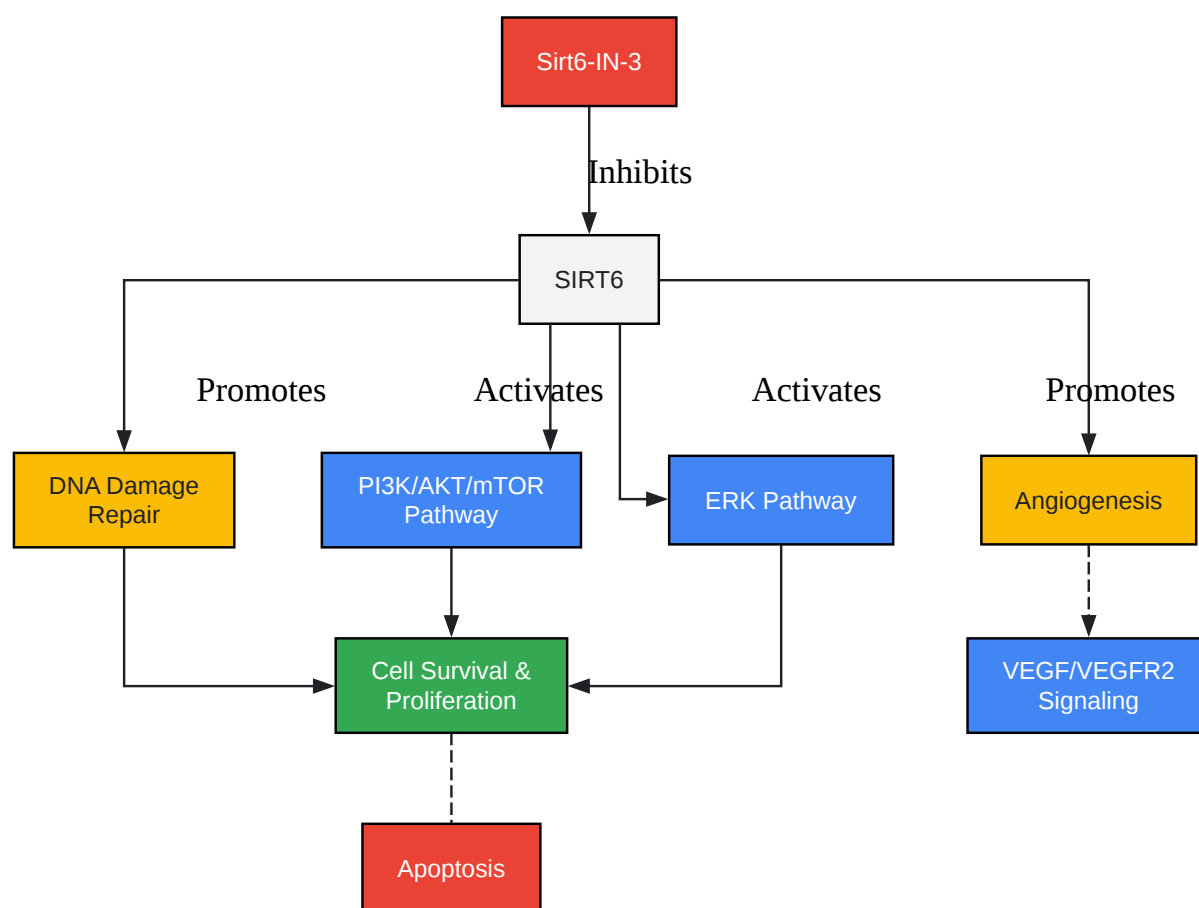 Sirt6-IN-3
Inhibits
SIRT6
Promotes
Activates
Activates
Promotes
DNA Damage
Repair
PI3K/AKT/mTOR
Pathway
ERK Pathway
Angiogenesis
Cell Survival &
Proliferation
VEGF/VEGFR2
Signaling
Apoptosis